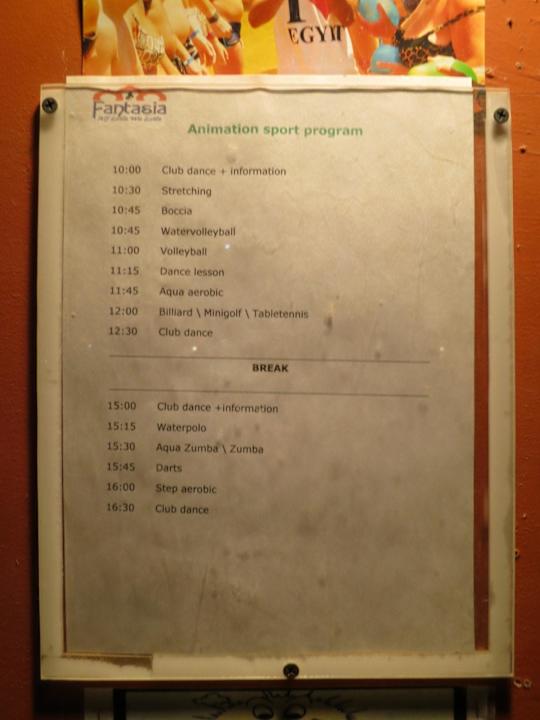 EGYPT
Fantasia
Animation sport program
10:00 Club dance + information
10:30 Stretching
10:45 Boccia
10:45 Watervolleyball
11:00 Volleyball
11:15 Dance lesson
11:45 Aqua aerobic
12:00 Billiard \ Minigolf \ Tabletennis
12:30 Club dance
BREAK
15:00 Club dance +information
15:15 Waterpolo
15:30 Aqua Zumba \ Zumba
15:45 Darts
16:00 Step aerobic
16:30 Club dance